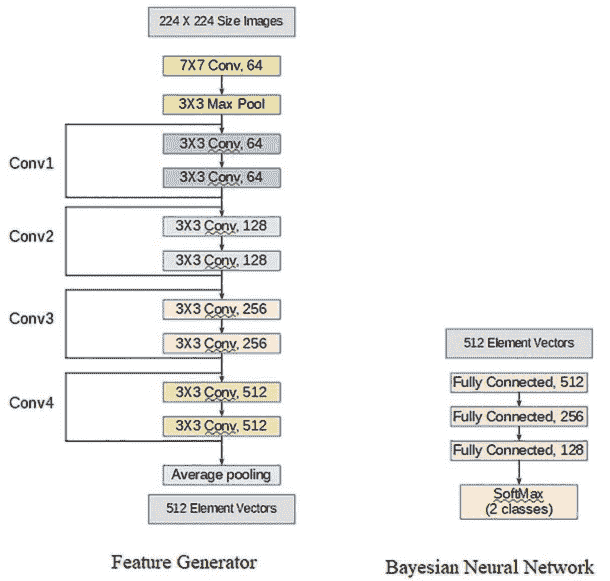 224 X 224 Size Images
7X7 Conv, 64
3X3 Max Pool
Conv1
3X3 Conv, 64
3X3 Conv, 64
Conv2
3X3 Conv, 128
3X3 Conv, 128
Conv3
3X3 Conv, 256
3X3 Conv, 256
Conv4
3X3 Conv, 512
3X3 Conv, 512
Average pooling
512 Element Vectors
Feature Generator
512 Element Vectors
Fully Connected, 512
Fully Connected, 256
Fully Connected, 128
SoftMax
(2 classes)
Bayesian Neural Network